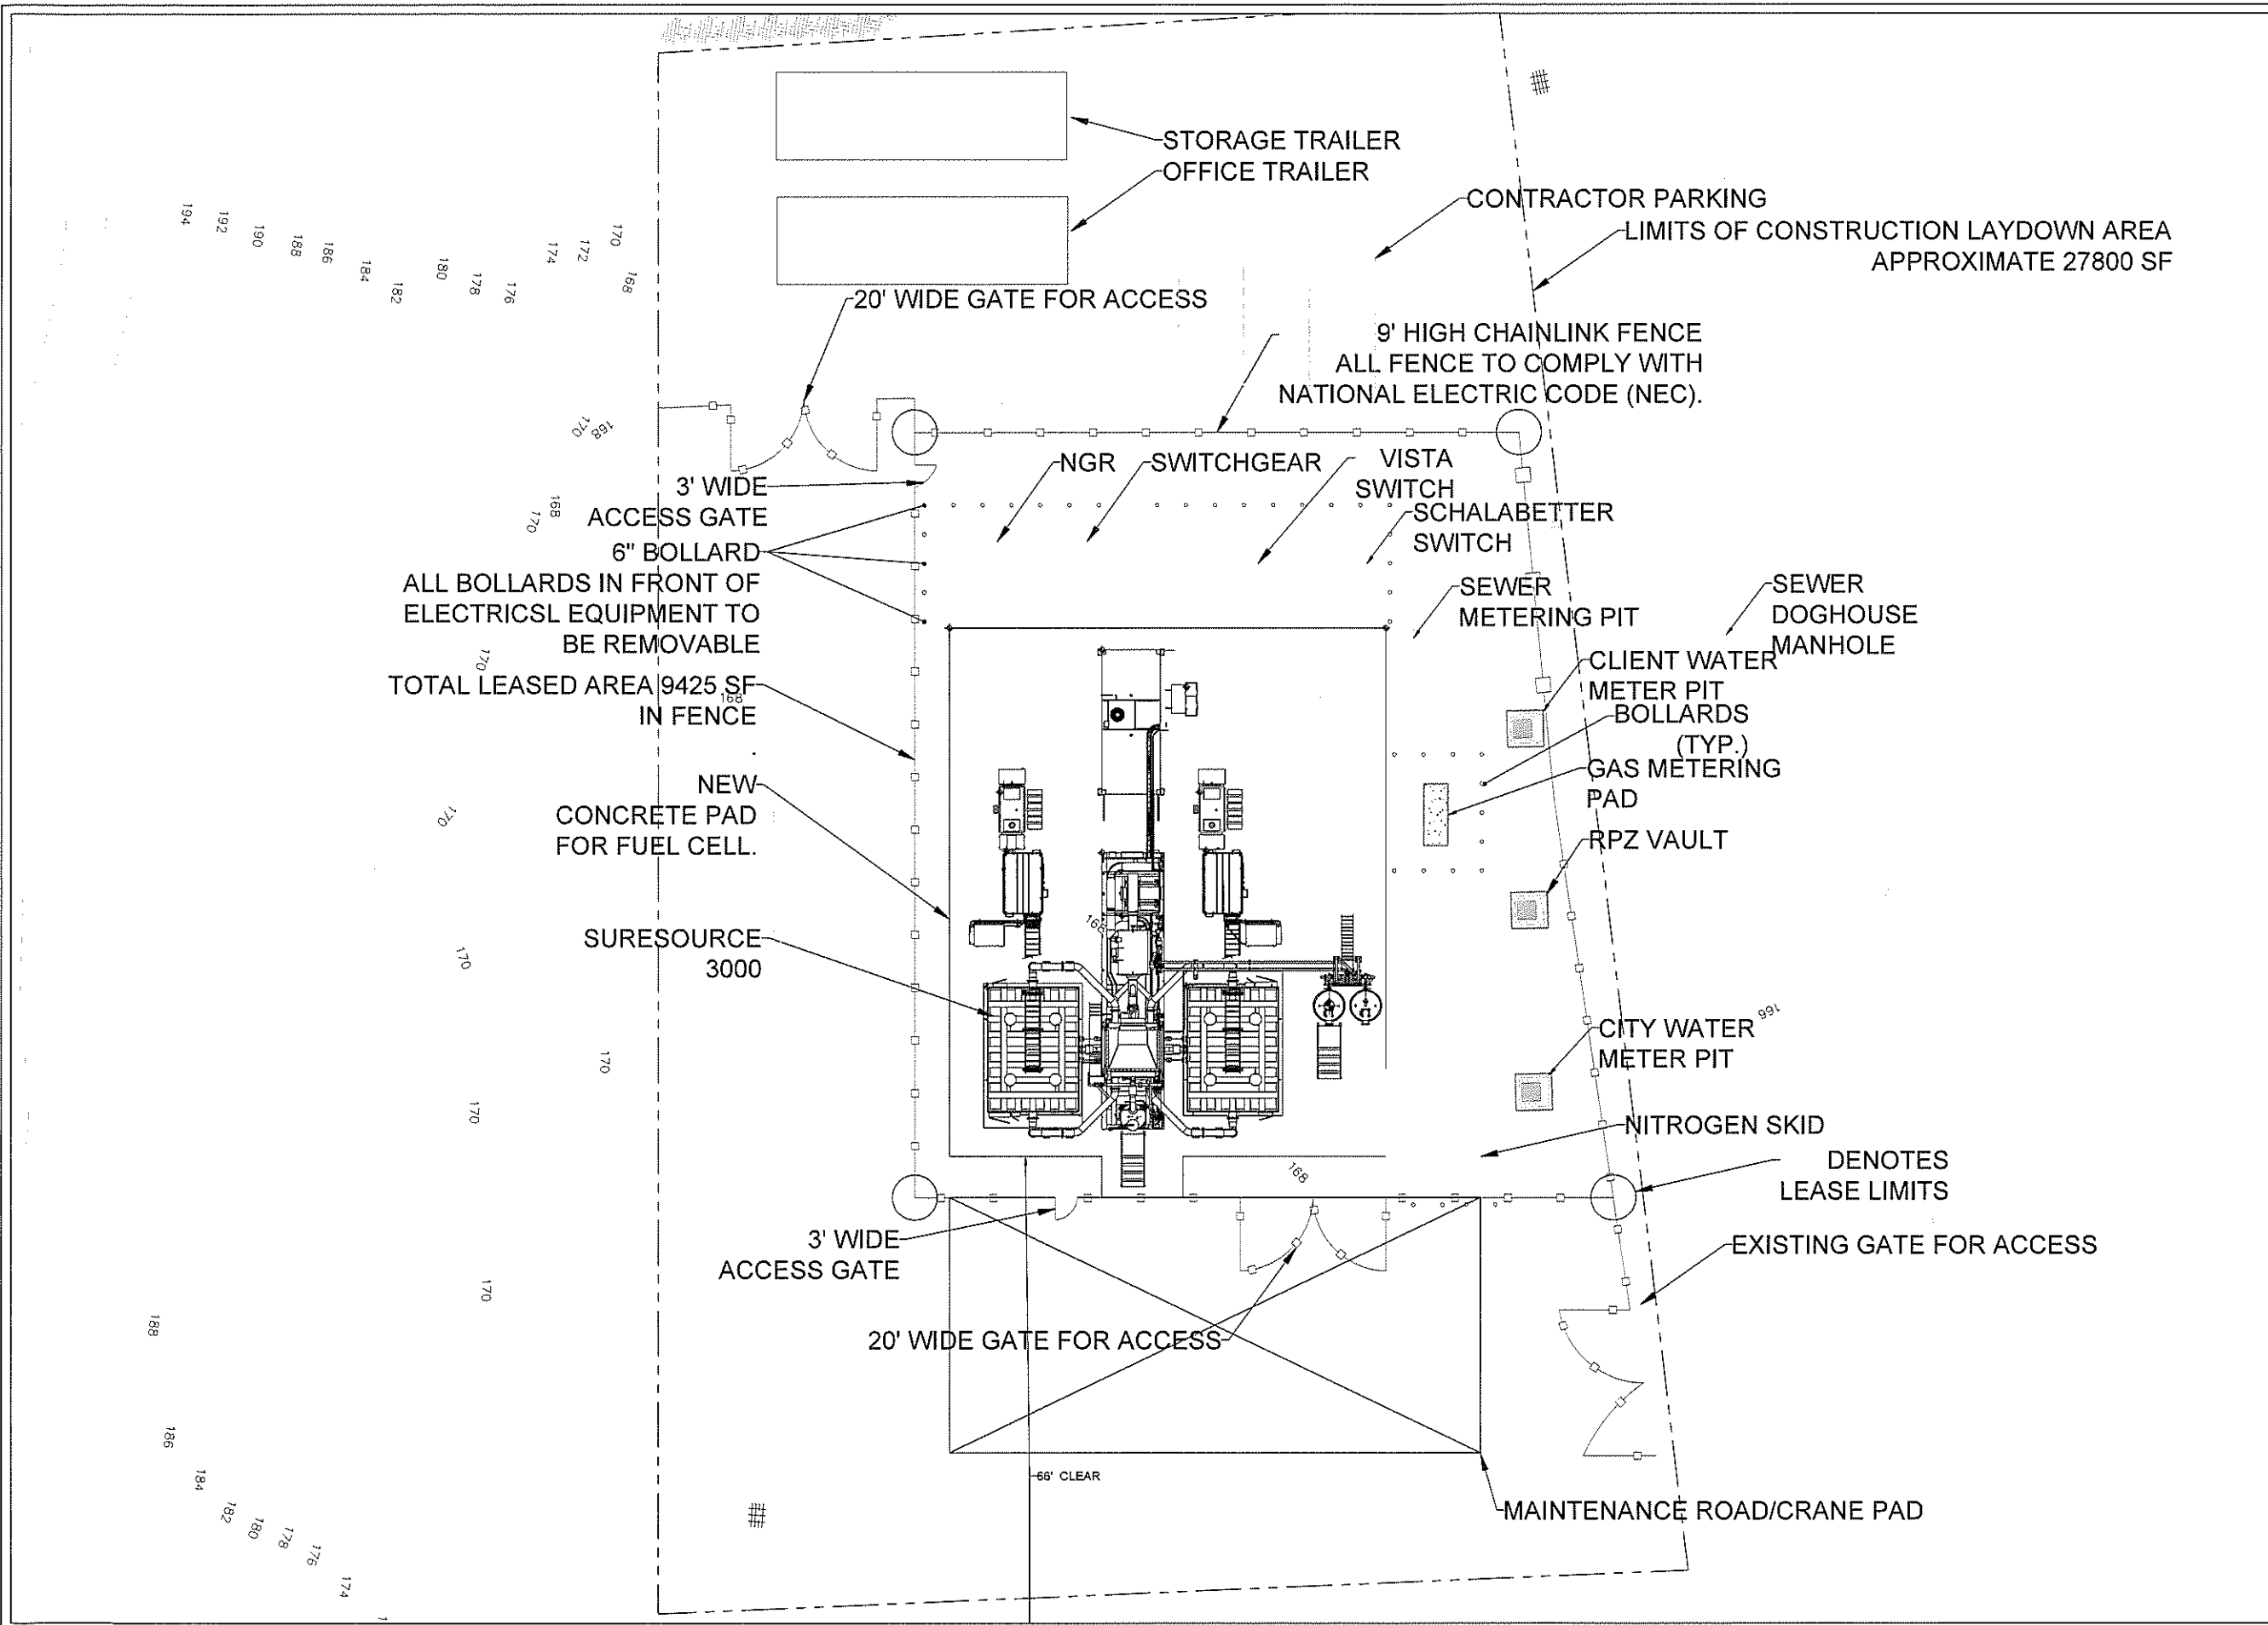 STORAGE TRAILER
OFFICE TRAILER
CONTRACTOR PARKING
LIMITS OF CONSTRUCTION LAYDOWN AREA
APPROXIMATE 27800 SF
194
192
190
188
186
184
182
180
178
176
174
172
170
168
20' WIDE GATE FOR ACCESS
9' HIGH CHAINLINK FENCE
ALL FENCE TO COMPLY WITH
NATIONAL ELECTRIC CODE (NEC).
170
168
NGR
SWITCHGEAR
VISTA
SWITCH
3' WIDE
ACCESS GATE
168
170
SCHALABETTER
SWITCH
6" BOLLARD
ALL BOLLARDS IN FRONT OF
ELECTRICSL EQUIPMENT TO
BE REMOVABLE
SEWER
METERING PIT
SEWER
DOGHOUSE
MANHOLE
170
TOTAL LEASED AREA 9425 SF
IN FENCE
168
CLIENT WATER
METER PIT
BOLLARDS
(TYP.)
GAS METERING
PAD
NEW
CONCRETE PAD
FOR FUEL CELL.
170
RPZ VAULT
SURESOURCE
3000
168
170
166
CITY WATER
METER PIT
170
170
NITROGEN SKID
168
DENOTES
LEASE LIMITS
3' WIDE
ACCESS GATE
EXISTING GATE FOR ACCESS
170
188
20' WIDE GATE FOR ACCESS
186
184
182
180
178
176
174
66' CLEAR
MAINTENANCE ROAD/CRANE PAD